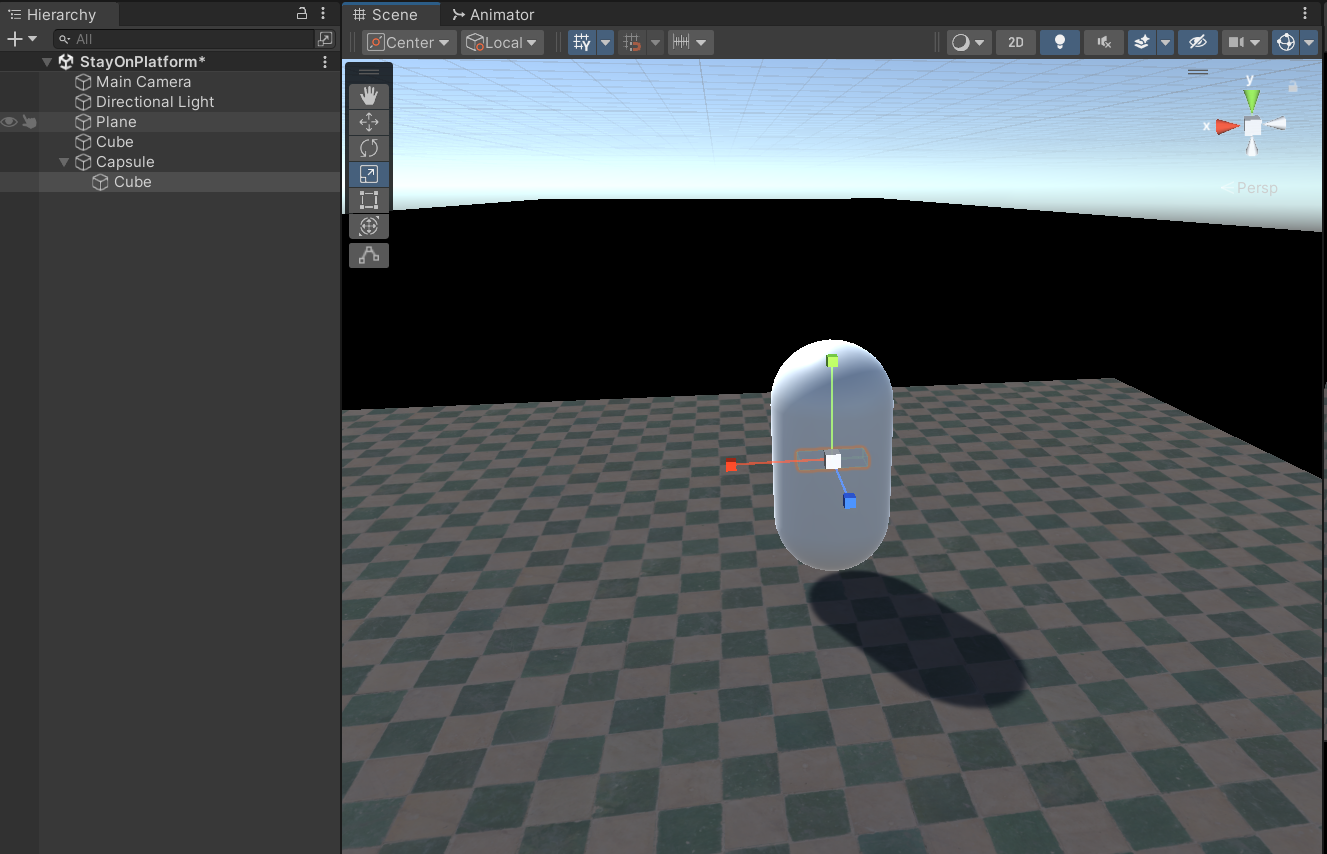 Hierarchy
All
StayOnPlatform*
Main Camera
Directional Light
Plane
Cube
Capsule
Cube
Scene
Animator
Center
Local
2D
y
x
Persp